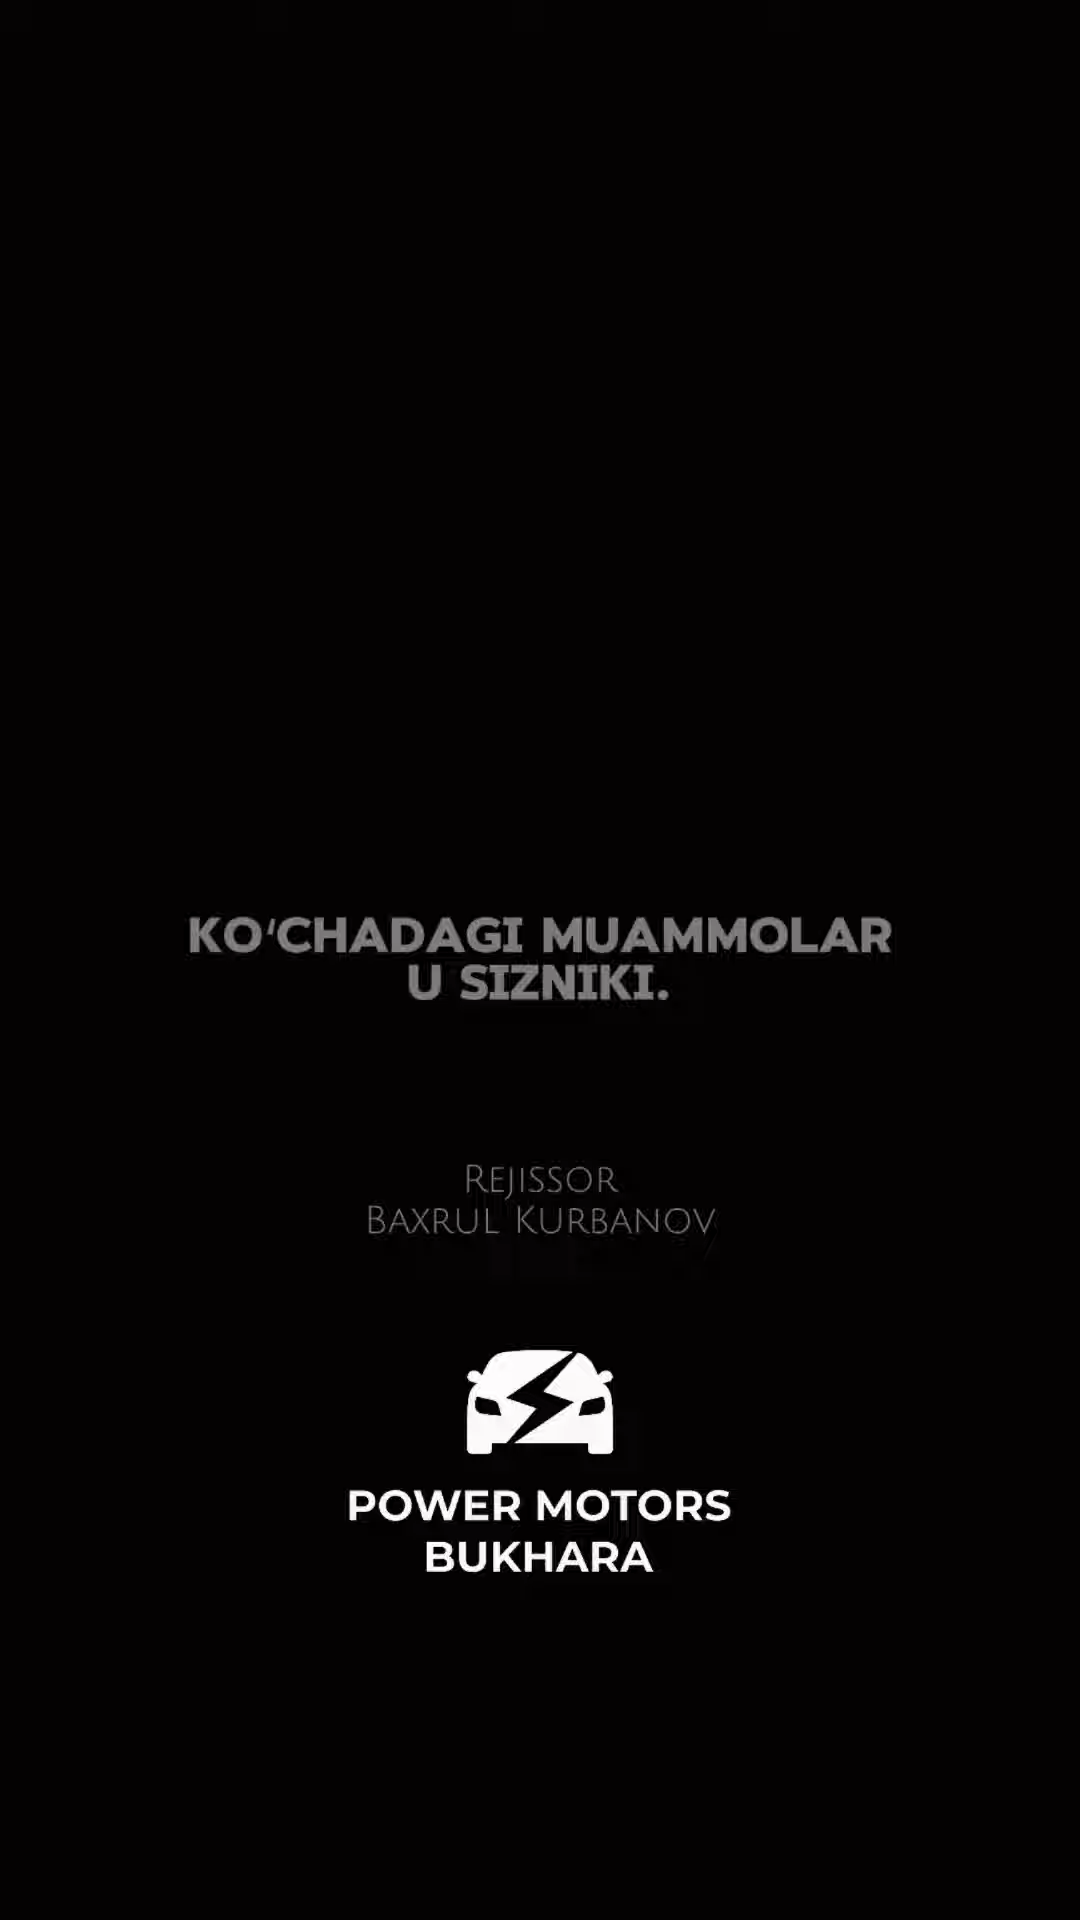 KO‘CHADAGI MUAMMOLAR
U SIZNIKI.
REJISSOR
BAXRUL KURBANOV
POWER MOTORS
BUKHARA